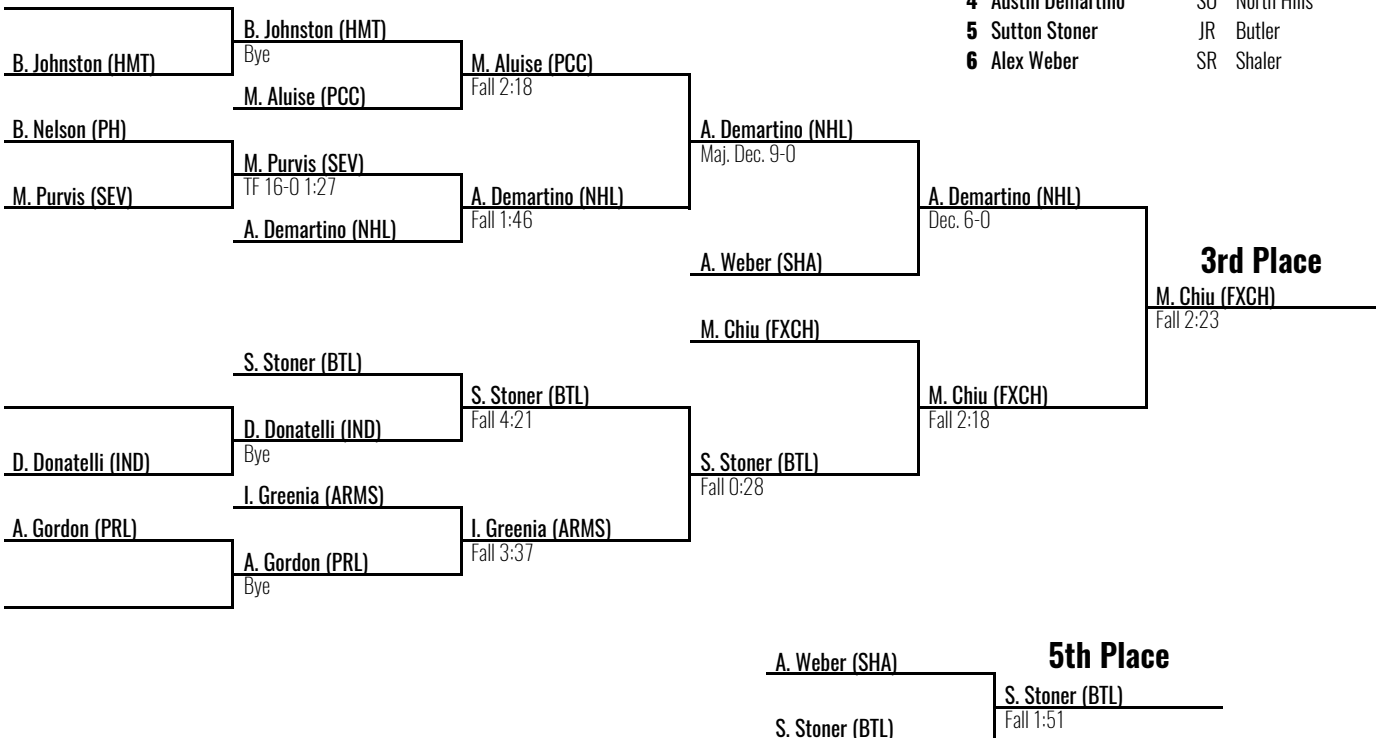 4 Austin Demartino SO North Hills
5 Sutton Stoner JR Butler
6 Alex Weber SR Shaler
B. Johnston (HMT)
Bye
B. Johnston (HMT)
M. Aluise (PCC)
Fall 2:18
M. Aluise (PCC)
B. Nelson (PH)
A. Demartino (NHL)
Maj. Dec. 9-0
M. Purvis (SEV)
TF 16-0 1:27
M. Purvis (SEV)
A. Demartino (NHL)
Fall 1:46
A. Demartino (NHL)
Dec. 6-0
A. Demartino (NHL)
A. Weber (SHA)
3rd Place
M. Chiu (FXCH)
Fall 2:23
M. Chiu (FXCH)
S. Stoner (BTL)
S. Stoner (BTL)
Fall 4:21
M. Chiu (FXCH)
Fall 2:18
D. Donatelli (IND)
Bye
D. Donatelli (IND)
S. Stoner (BTL)
Fall 0:28
I. Greenia (ARMS)
A. Gordon (PRL)
I. Greenia (ARMS)
Fall 3:37
A. Gordon (PRL)
Bye
5th Place
A. Weber (SHA)
S. Stoner (BTL)
Fall 1:51
S. Stoner (BTL)